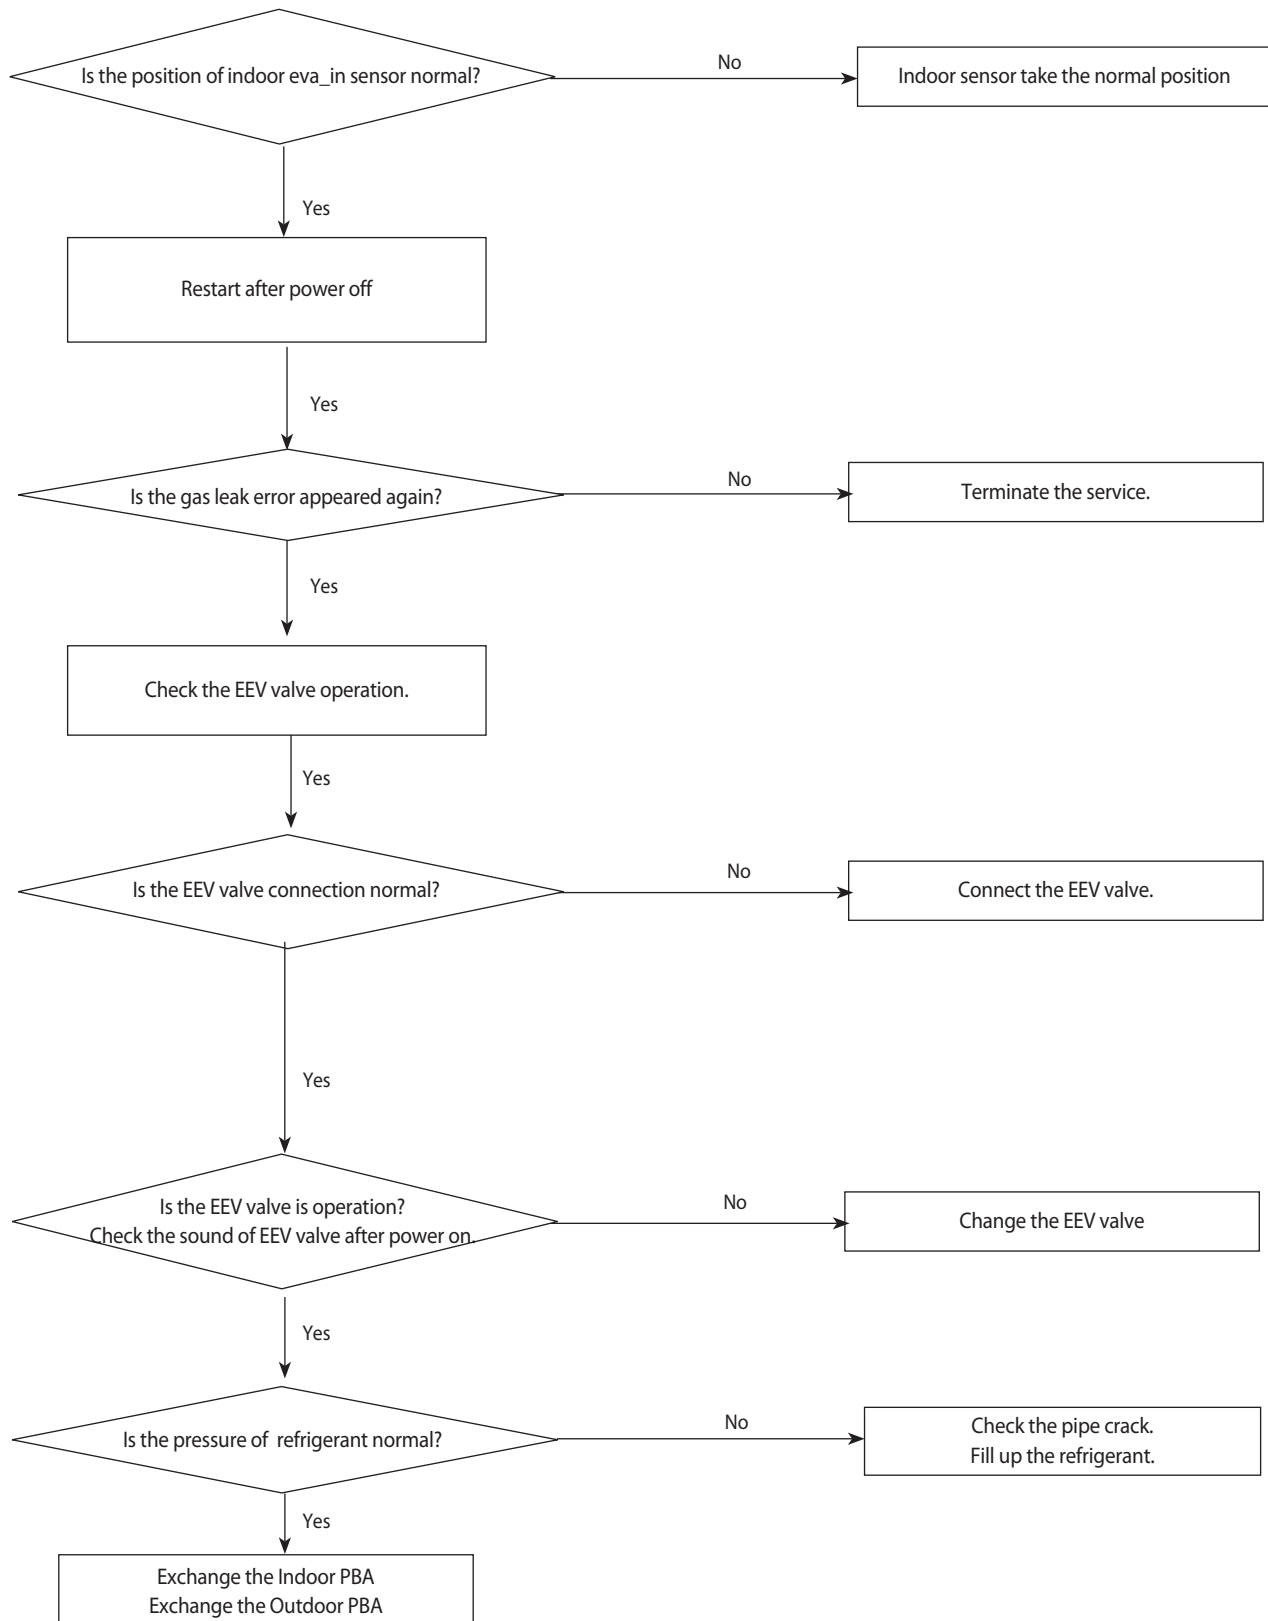 Is the position of indoor eva_in sensor normal?
No
Indoor sensor take the normal position
Yes
Restart after power off
Yes
Is the gas leak error appeared again?
No
Terminate the service.
Yes
Check the EEV valve operation.
Yes
Is the EEV valve connection normal?
No
Connect the EEV valve.
Yes
Is the EEV valve is operation?
Check the sound of EEV valve after power on.
No
Change the EEV valve
Yes
Is the pressure of refrigerant normal?
No
Check the pipe crack.
Fill up the refrigerant.
Yes
Exchange the Indoor PBA
Exchange the Outdoor PBA